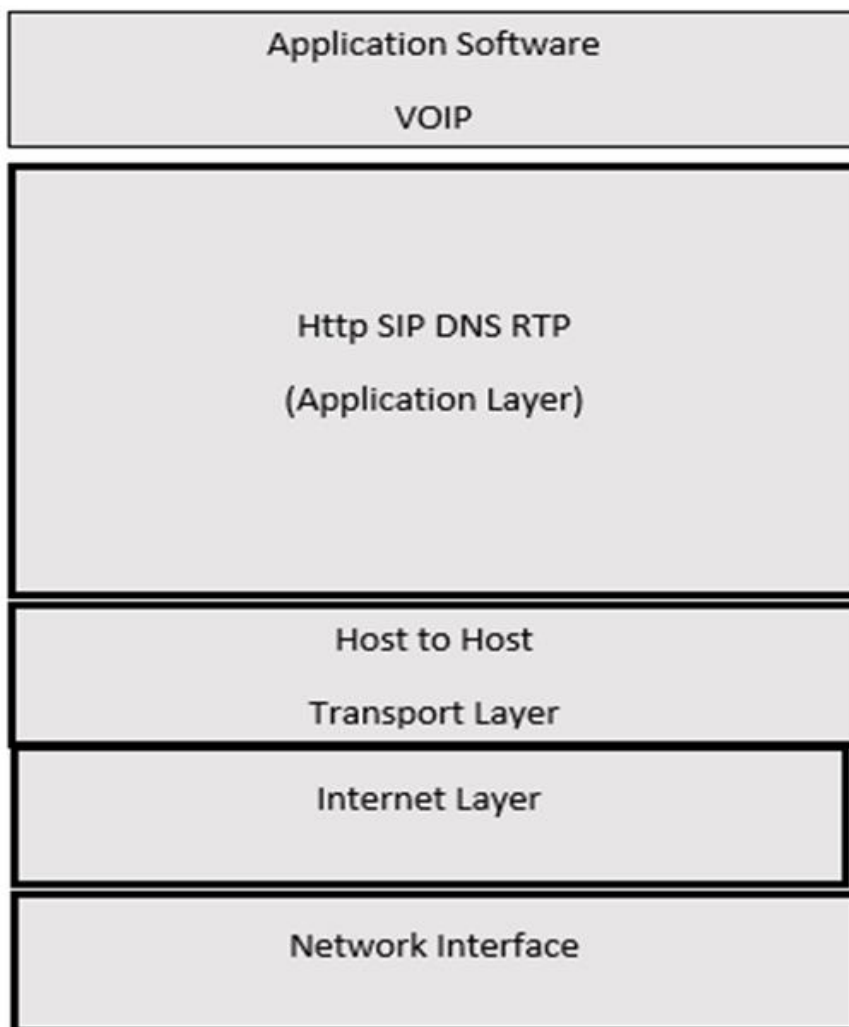 Application Software
VOIP
Http SIP DNS RTP
(Application Layer)
Host to Host
Transport Layer
Internet Layer
Network Interface